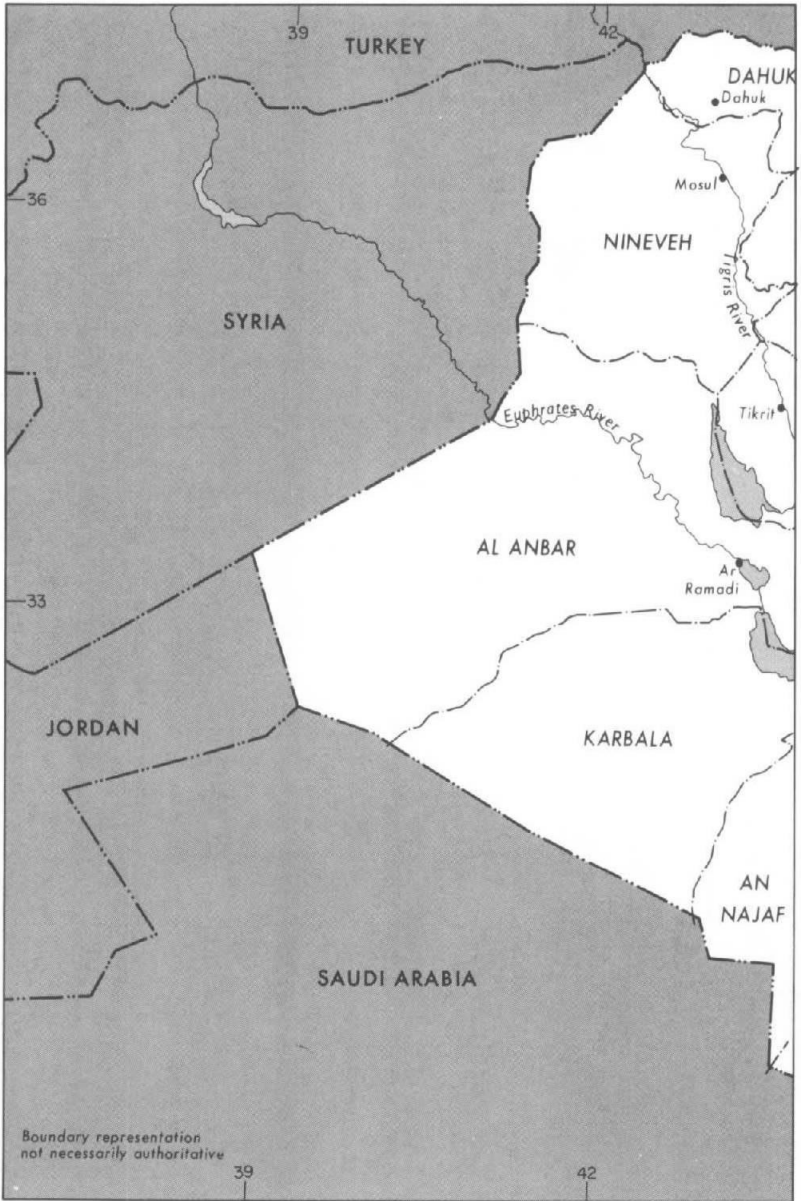 39
42
TURKEY
DAHUK
Dahuk
36
Mosul
NINEVEH
Tigris River
SYRIA
Euphrates River
Tikrit
AL ANBAR
Ar
Ramadi
33
JORDAN
KARBALA
AN
NAJAF
SAUDI ARABIA
Boundary representation
not necessarily authoritative
39
42